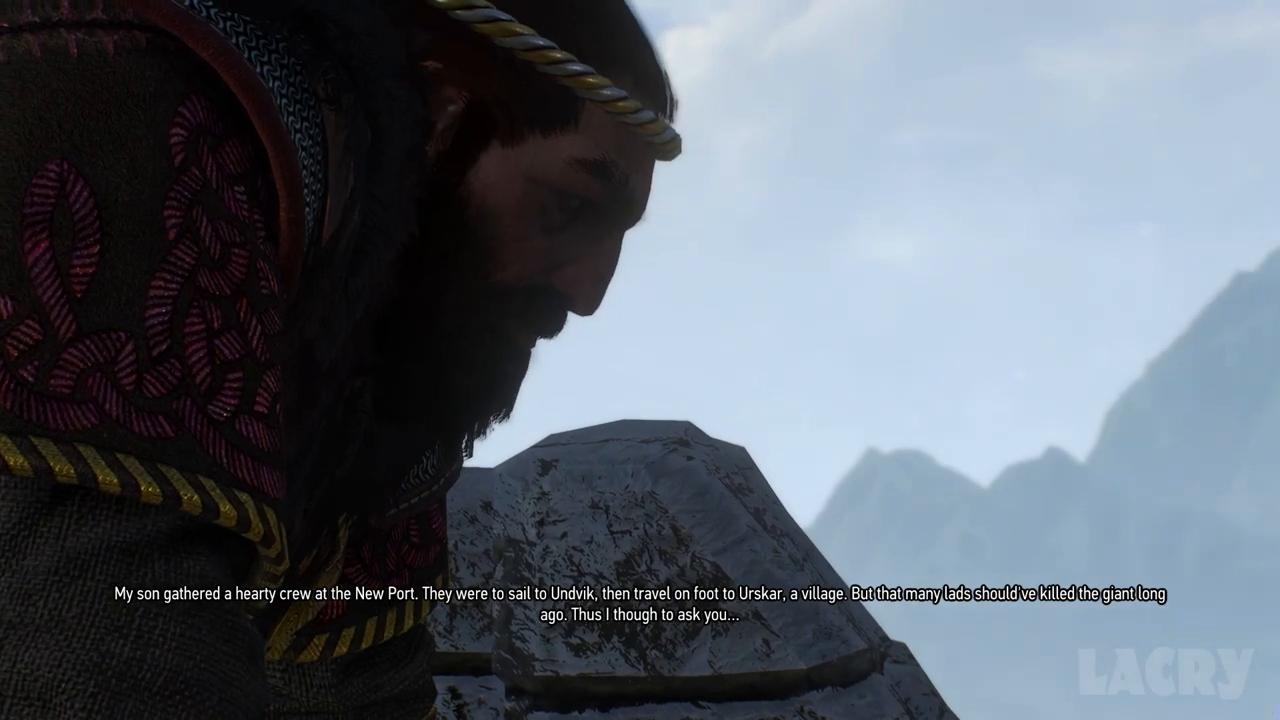 My son gathered a hearty crew at the New Port. They were to sail to Undvik, then travel on foot to Urskar, a village. But that many lads should've killed the giant long
ago. Thus I though to ask you...
LACRY